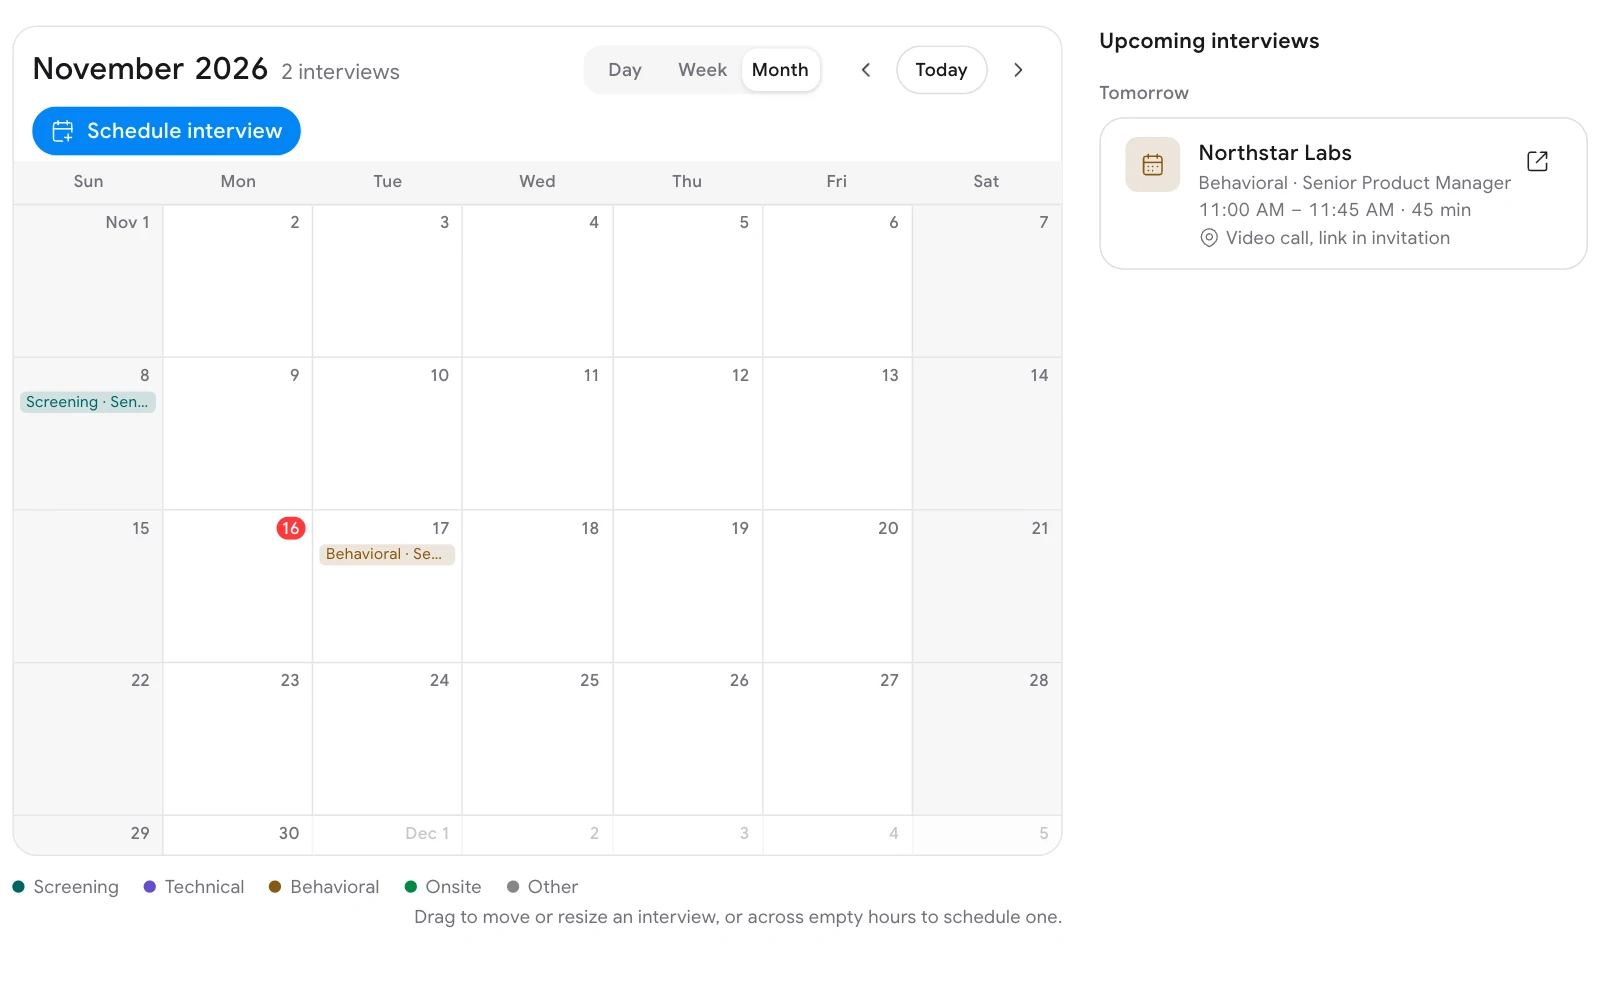 November 2026 2 interviews
Day Week Month
Today
Schedule interview
Sun Mon Tue Wed Thu Fri Sat
Nov 1 2 3 4 5 6 7
8 9 10 11 12 13 14
Screening · Sen...
15 16 17 18 19 20 21
Behavioral · Se...
22 23 24 25 26 27 28
29 30 Dec 1 2 3 4 5
Screening Technical Behavioral Onsite Other
Drag to move or resize an interview, or across empty hours to schedule one.
Upcoming interviews
Tomorrow
Northstar Labs
Behavioral · Senior Product Manager
11:00 AM – 11:45 AM · 45 min
Video call, link in invitation